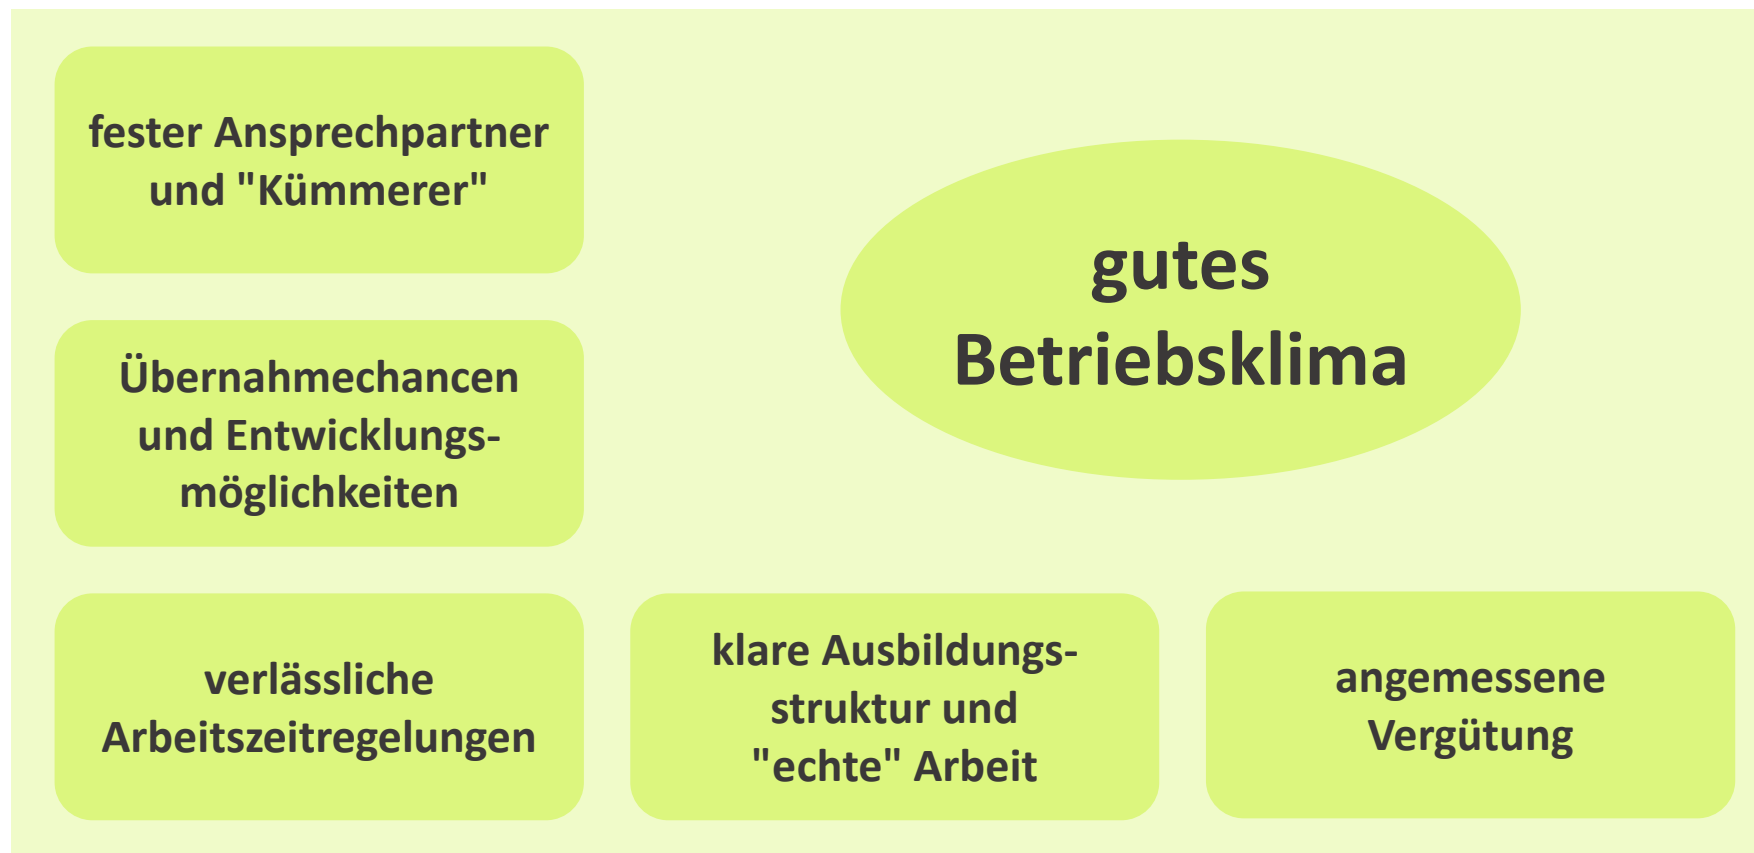 fester Ansprechpartner
und "Kümmerer"
gutes
Betriebsklima
Übernahmechancen
und Entwicklungs-
möglichkeiten
verlässliche
Arbeitszeitregelungen
klare Ausbildungs-
struktur und
"echte" Arbeit
angemessene
Vergütung